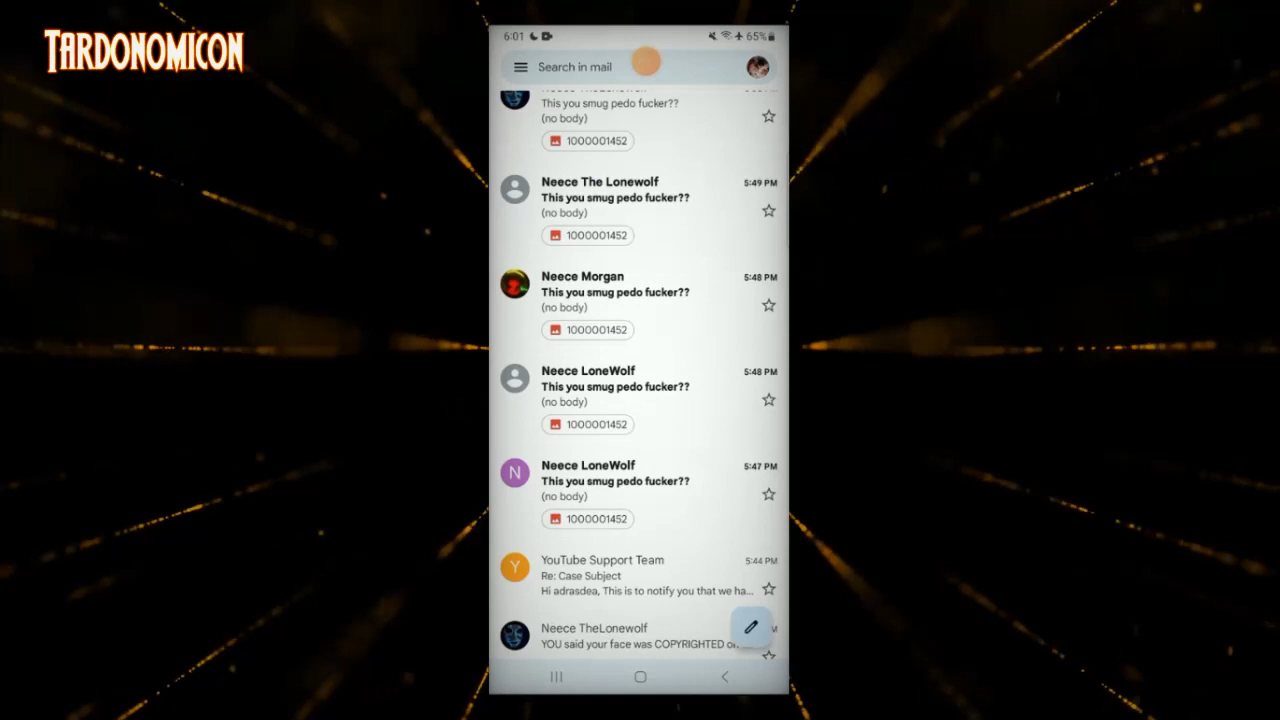 TARDONOMICON
6:01
65%
Search in mail
This you smug pedo fucker??
(no body)
1000001452
Neece The Lonewolf 5:49 PM
This you smug pedo fucker??
(no body)
1000001452
Neece Morgan 5:48 PM
This you smug pedo fucker??
(no body)
1000001452
Neece LoneWolf 5:48 PM
This you smug pedo fucker??
(no body)
1000001452
N
Neece LoneWolf 5:47 PM
This you smug pedo fucker??
(no body)
1000001452
Y
YouTube Support Team 5:44 PM
Re: Case Subject
Hi adrasdea, This is to notify you that we ha...
Neece TheLonewolf
YOU said your face was COPYRIGHTED